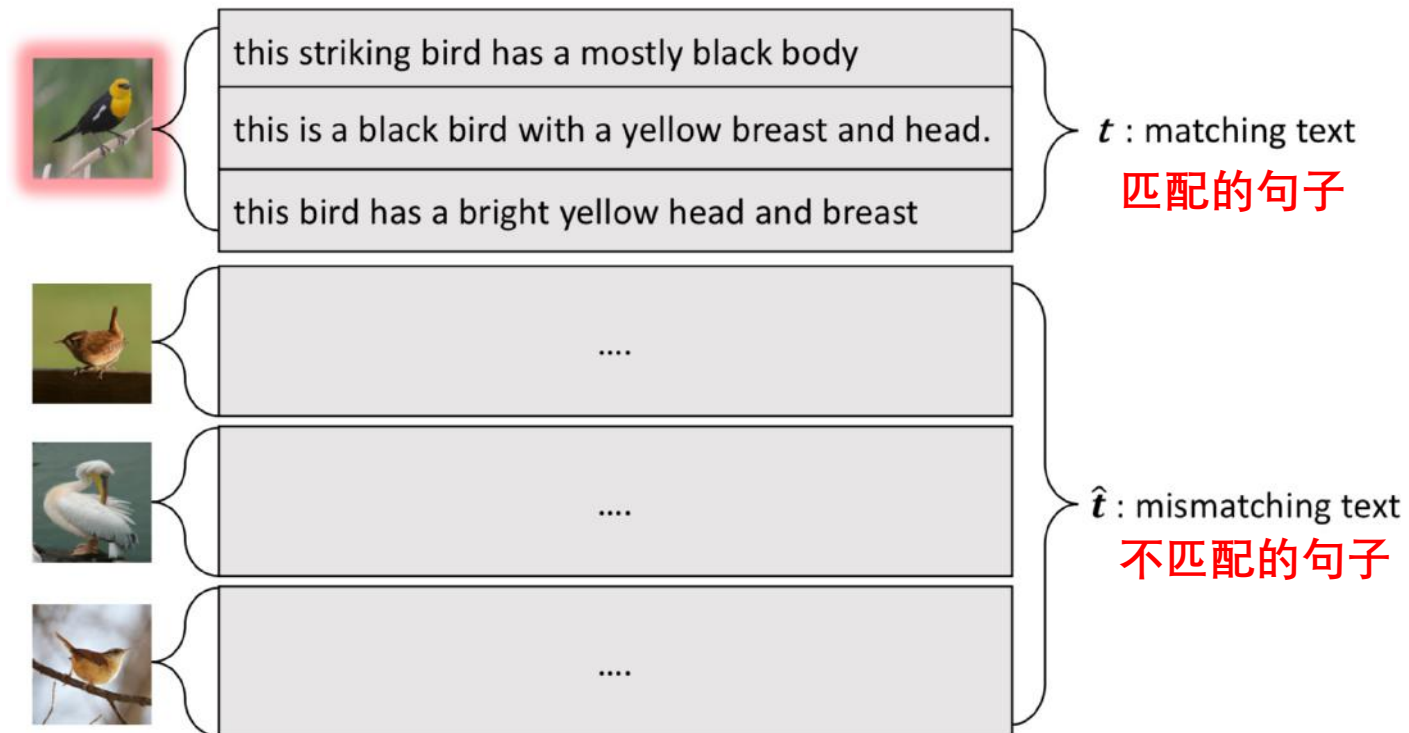 this striking bird has a mostly black body
this is a black bird with a yellow breast and head.
this bird has a bright yellow head and breast
t : matching text
匹配的句子
....
....
t̂ : mismatching text
不匹配的句子
....